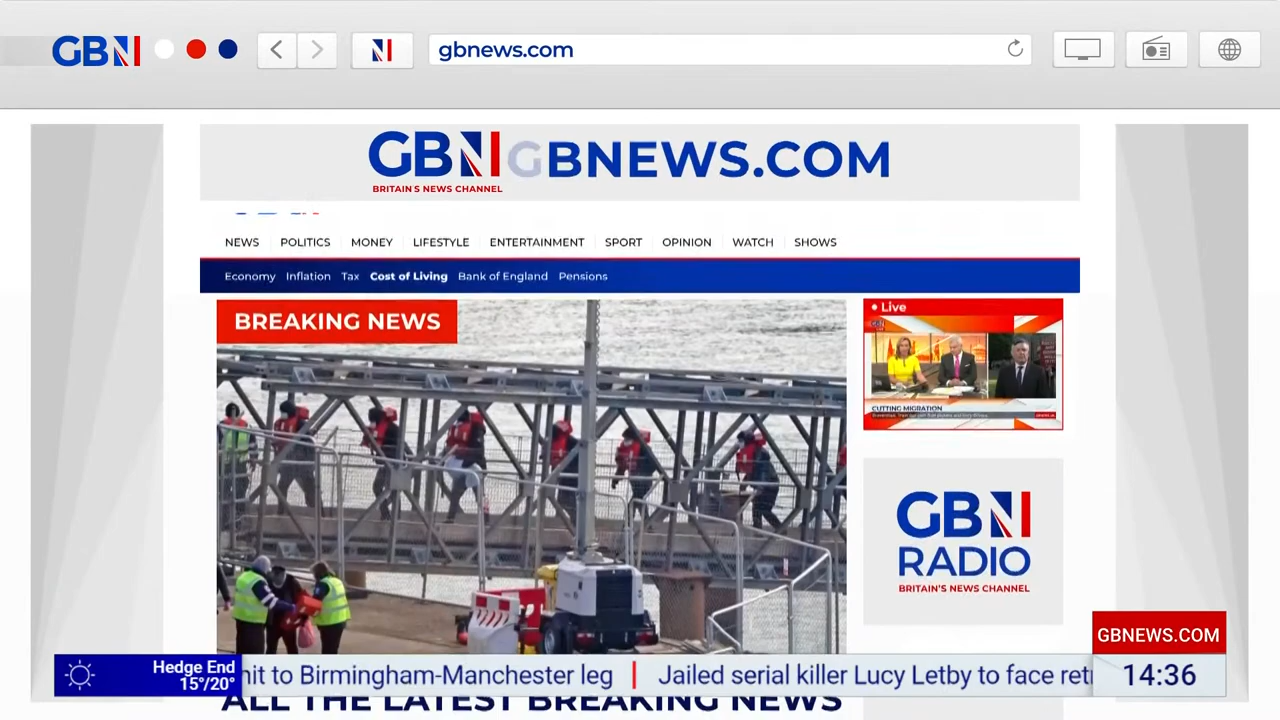 GBN
gbnews.com
GBN GBNEWS.COM
BRITAIN'S NEWS CHANNEL
NEWS POLITICS MONEY LIFESTYLE ENTERTAINMENT SPORT OPINION WATCH SHOWS
Economy Inflation Tax Cost of Living Bank of England Pensions
BREAKING NEWS
Live
CUTTING MIGRATION
GBN
RADIO
BRITAIN'S NEWS CHANNEL
GBNEWS.COM
Hedge End
15°/20°
to Birmingham-Manchester leg | Jailed serial killer Lucy Letby to face
14:36
ALL THE LATEST BREAKING NEWS